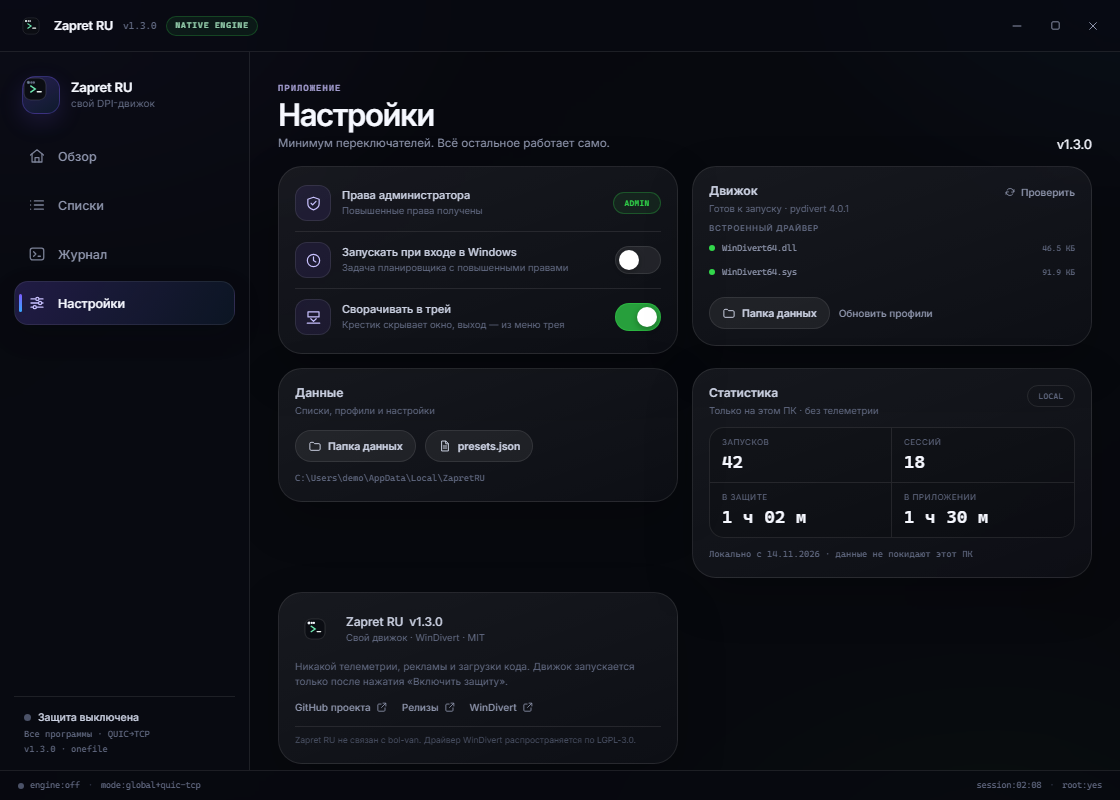 Zapret RU v1.3.0 NATIVE ENGINE
Zapret RU
свой DPI-движок
Обзор
Списки
Журнал
Настройки
Защита выключена
Все программы · QUIC→TCP
v1.3.0 · onefile
ПРИЛОЖЕНИЕ
Настройки
Минимум переключателей. Всё остальное работает само.
v1.3.0
Права администратора
Повышенные права получены
ADMIN
Запускать при входе в Windows
Задача планировщика с повышенными правами
Сворачивать в трей
Крестик скрывает окно, выход — из меню трея
Движок
Проверить
Готов к запуску · pydivert 4.0.1
ВСТРОЕННЫЙ ДРАЙВЕР
WinDivert64.dll 46.5 КБ
WinDivert64.sys 91.9 КБ
Папка данных Обновить профили
Данные
Списки, профили и настройки
Папка данных presets.json
C:\Users\demo\AppData\Local\ZapretRU
Статистика
Только на этом ПК · без телеметрии
LOCAL
ЗАПУСКОВ
42
СЕССИЙ
18
В ЗАЩИТЕ
1 ч 02 м
В ПРИЛОЖЕНИИ
1 ч 30 м
Локально с 14.11.2026 · данные не покидают этот ПК
Zapret RU v1.3.0
Свой движок · WinDivert · MIT
Никакой телеметрии, рекламы и загрузки кода. Движок запускается
только после нажатия «Включить защиту».
GitHub проекта Релизы WinDivert
Zapret RU не связан с bol-van. Драйвер WinDivert распространяется по LGPL-3.0.
engine:off · mode:global+quic-tcp
session:02:08 · root:yes